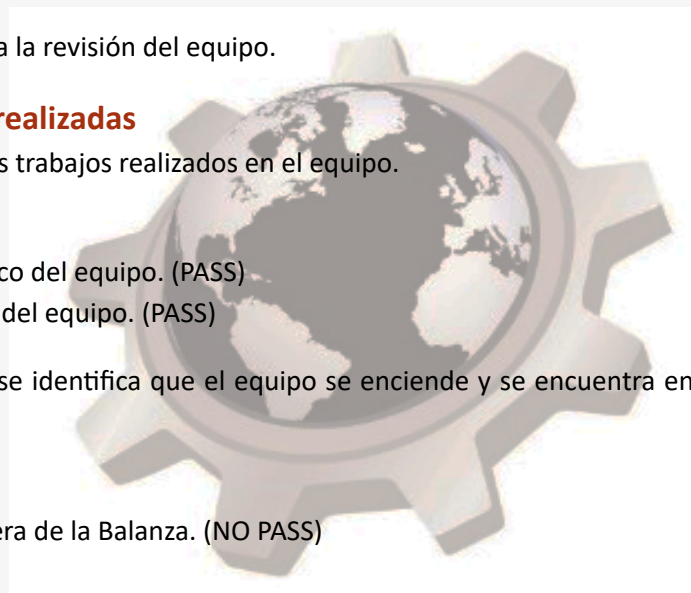 a la revisión del equipo.
realizadas
s trabajos realizados en el equipo.
co del equipo. (PASS)
del equipo. (PASS)
se identifica que el equipo se enciende y se encuentra en
era de la Balanza. (NO PASS)